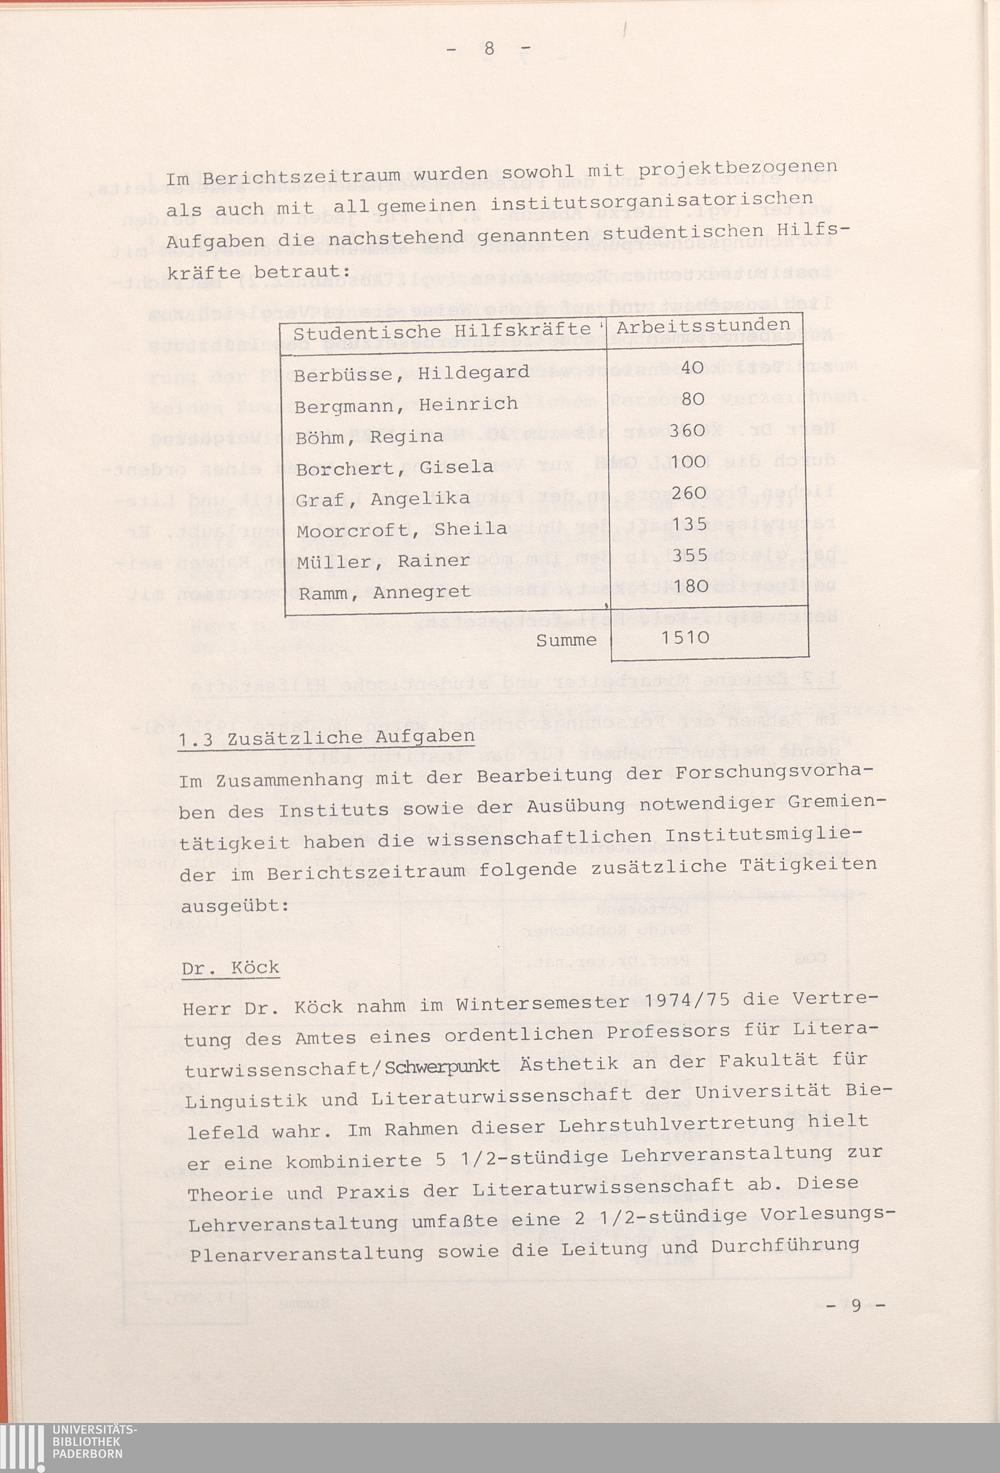 - 8 -
Im Berichtszeitraum wurden sowohl mit projektbezogenen
als auch mit allgemeinen institutsorganisatorischen
Aufgaben die nachstehend genannten studentischen Hilfs-
kräfte betraut:
Studentische Hilfskräfte Arbeitsstunden
Berbüsse, Hildegard 40
Bergmann, Heinrich 80
Böhm, Regina 360
Borchert, Gisela 100
Graf, Angelika 260
Moorcroft, Sheila 135
Müller, Rainer 355
Ramm, Annegret 180
Summe 1510
1.3 Zusätzliche Aufgaben
Im Zusammenhang mit der Bearbeitung der Forschungsvorha-
ben des Instituts sowie der Ausübung notwendiger Gremien-
tätigkeit haben die wissenschaftlichen Institutsmiglie-
der im Berichtszeitraum folgende zusätzliche Tätigkeiten
ausgeübt:
Dr. Köck
Herr Dr. Köck nahm im Wintersemester 1974/75 die Vertre-
tung des Amtes eines ordentlichen Professors für Litera-
turwissenschaft/Schwerpunkt Ästhetik an der Fakultät für
Linguistik und Literaturwissenschaft der Universität Bie-
lefeld wahr. Im Rahmen dieser Lehrstuhlvertretung hielt
er eine kombinierte 5 1/2-stündige Lehrveranstaltung zur
Theorie und Praxis der Literaturwissenschaft ab. Diese
Lehrveranstaltung umfaßte eine 2 1/2-stündige Vorlesungs-
Plenarveranstaltung sowie die Leitung und Durchführung
- 9 -
UNIVERSITÄTS-
BIBLIOTHEK
PADERBORN